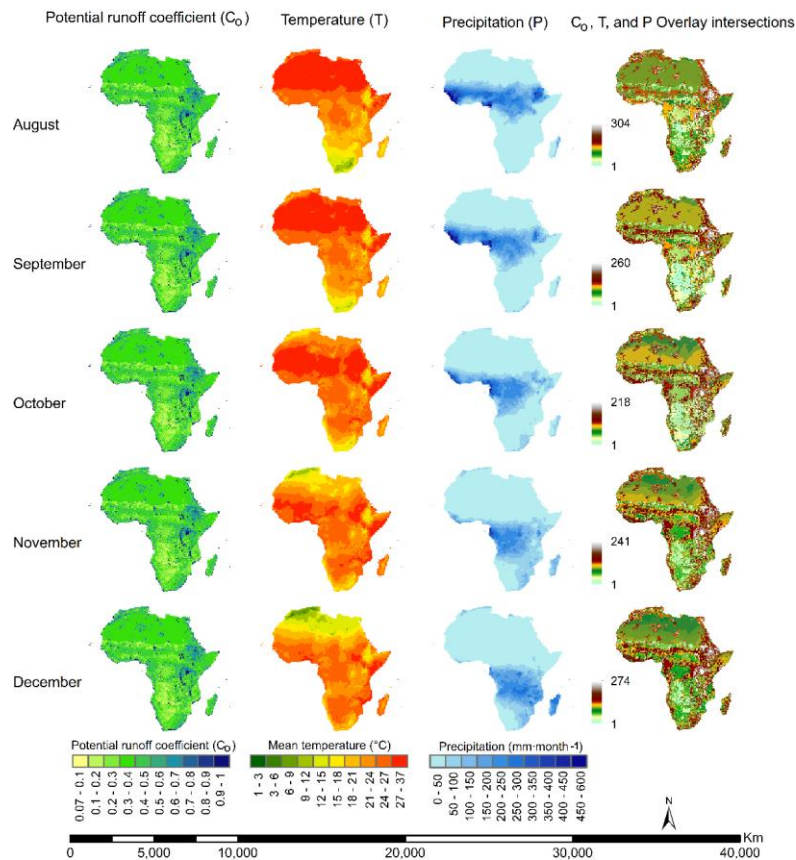 Potential runoff coefficient (Co) Temperature (T) Precipitation (P) Co, T, and P Overlay intersections
August
304
1
September
260
1
October
218
1
November
241
1
December
274
1
Potential runoff coefficient (Co) Mean temperature (°C) Precipitation (mm·month-1)
0.07 - 0.1
0.1 - 0.2
0.2 - 0.3
0.3 - 0.4
0.4 - 0.5
0.5 - 0.6
0.6 - 0.7
0.7 - 0.8
0.8 - 0.9
0.9 - 1
1 - 3
3 - 6
6 - 9
9 - 12
12 - 15
15 - 18
18 - 21
21 - 24
24 - 27
27 - 37
0 - 50
50 - 100
100 - 150
150 - 200
200 - 250
250 - 300
300 - 350
350 - 400
400 - 450
450 - 600
N
Km
0 5,000 10,000 20,000 30,000 40,000